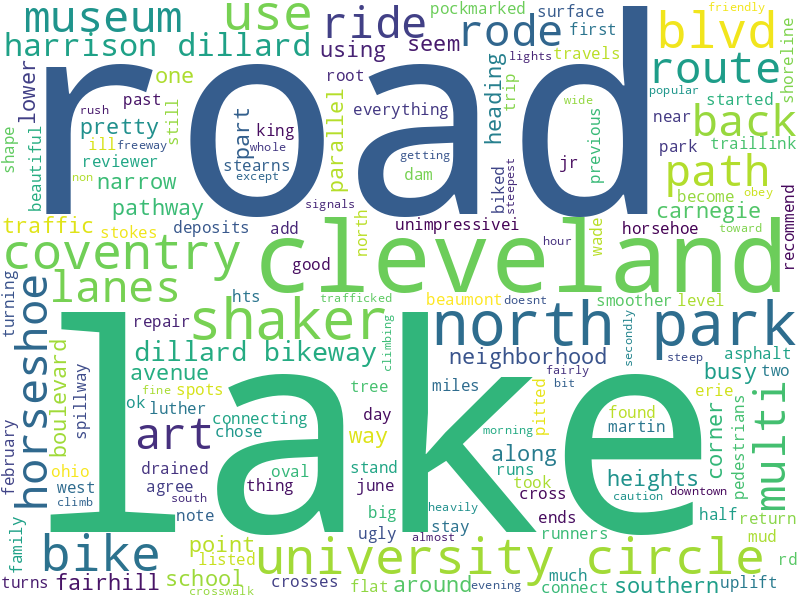 museum use ride rode pockmarked surface first friendly blvd
harrison dillard using seem lights travels route
lower road root trip wide popular shoreline
one past rush everything heading back started
shape pretty still part king whole parallel getting previous near traillink
beautiful ill freeway stearns dam biked steepest park path
non reviewer except jr become obey
narrow signals north wade carnegie toward recommend
traffic pathway stokes deposits add unimpressivei horsehoe
coventry good cleveland hour
lanes hts trafficked beaumont doesnt smoother level
turning horseshoe shaker north park
repair climbing secondly steep asphalt
boulevard spillway dillard bikeway neighborhood fairly busy two
avenue tree miles bit pitted erie
fine spots lake
ok luther connecting day way found martin multi
february art chose along corner pedestrians
ohio drained oval stand morning runs took heights
west climb agree thing june cross caution downtown
south note big heavily ends runners half return
family bike ugly almost stay university circle mud
point listed much rd
turns fairhill school crosses flat around connect southern uplift
crosswalk evening